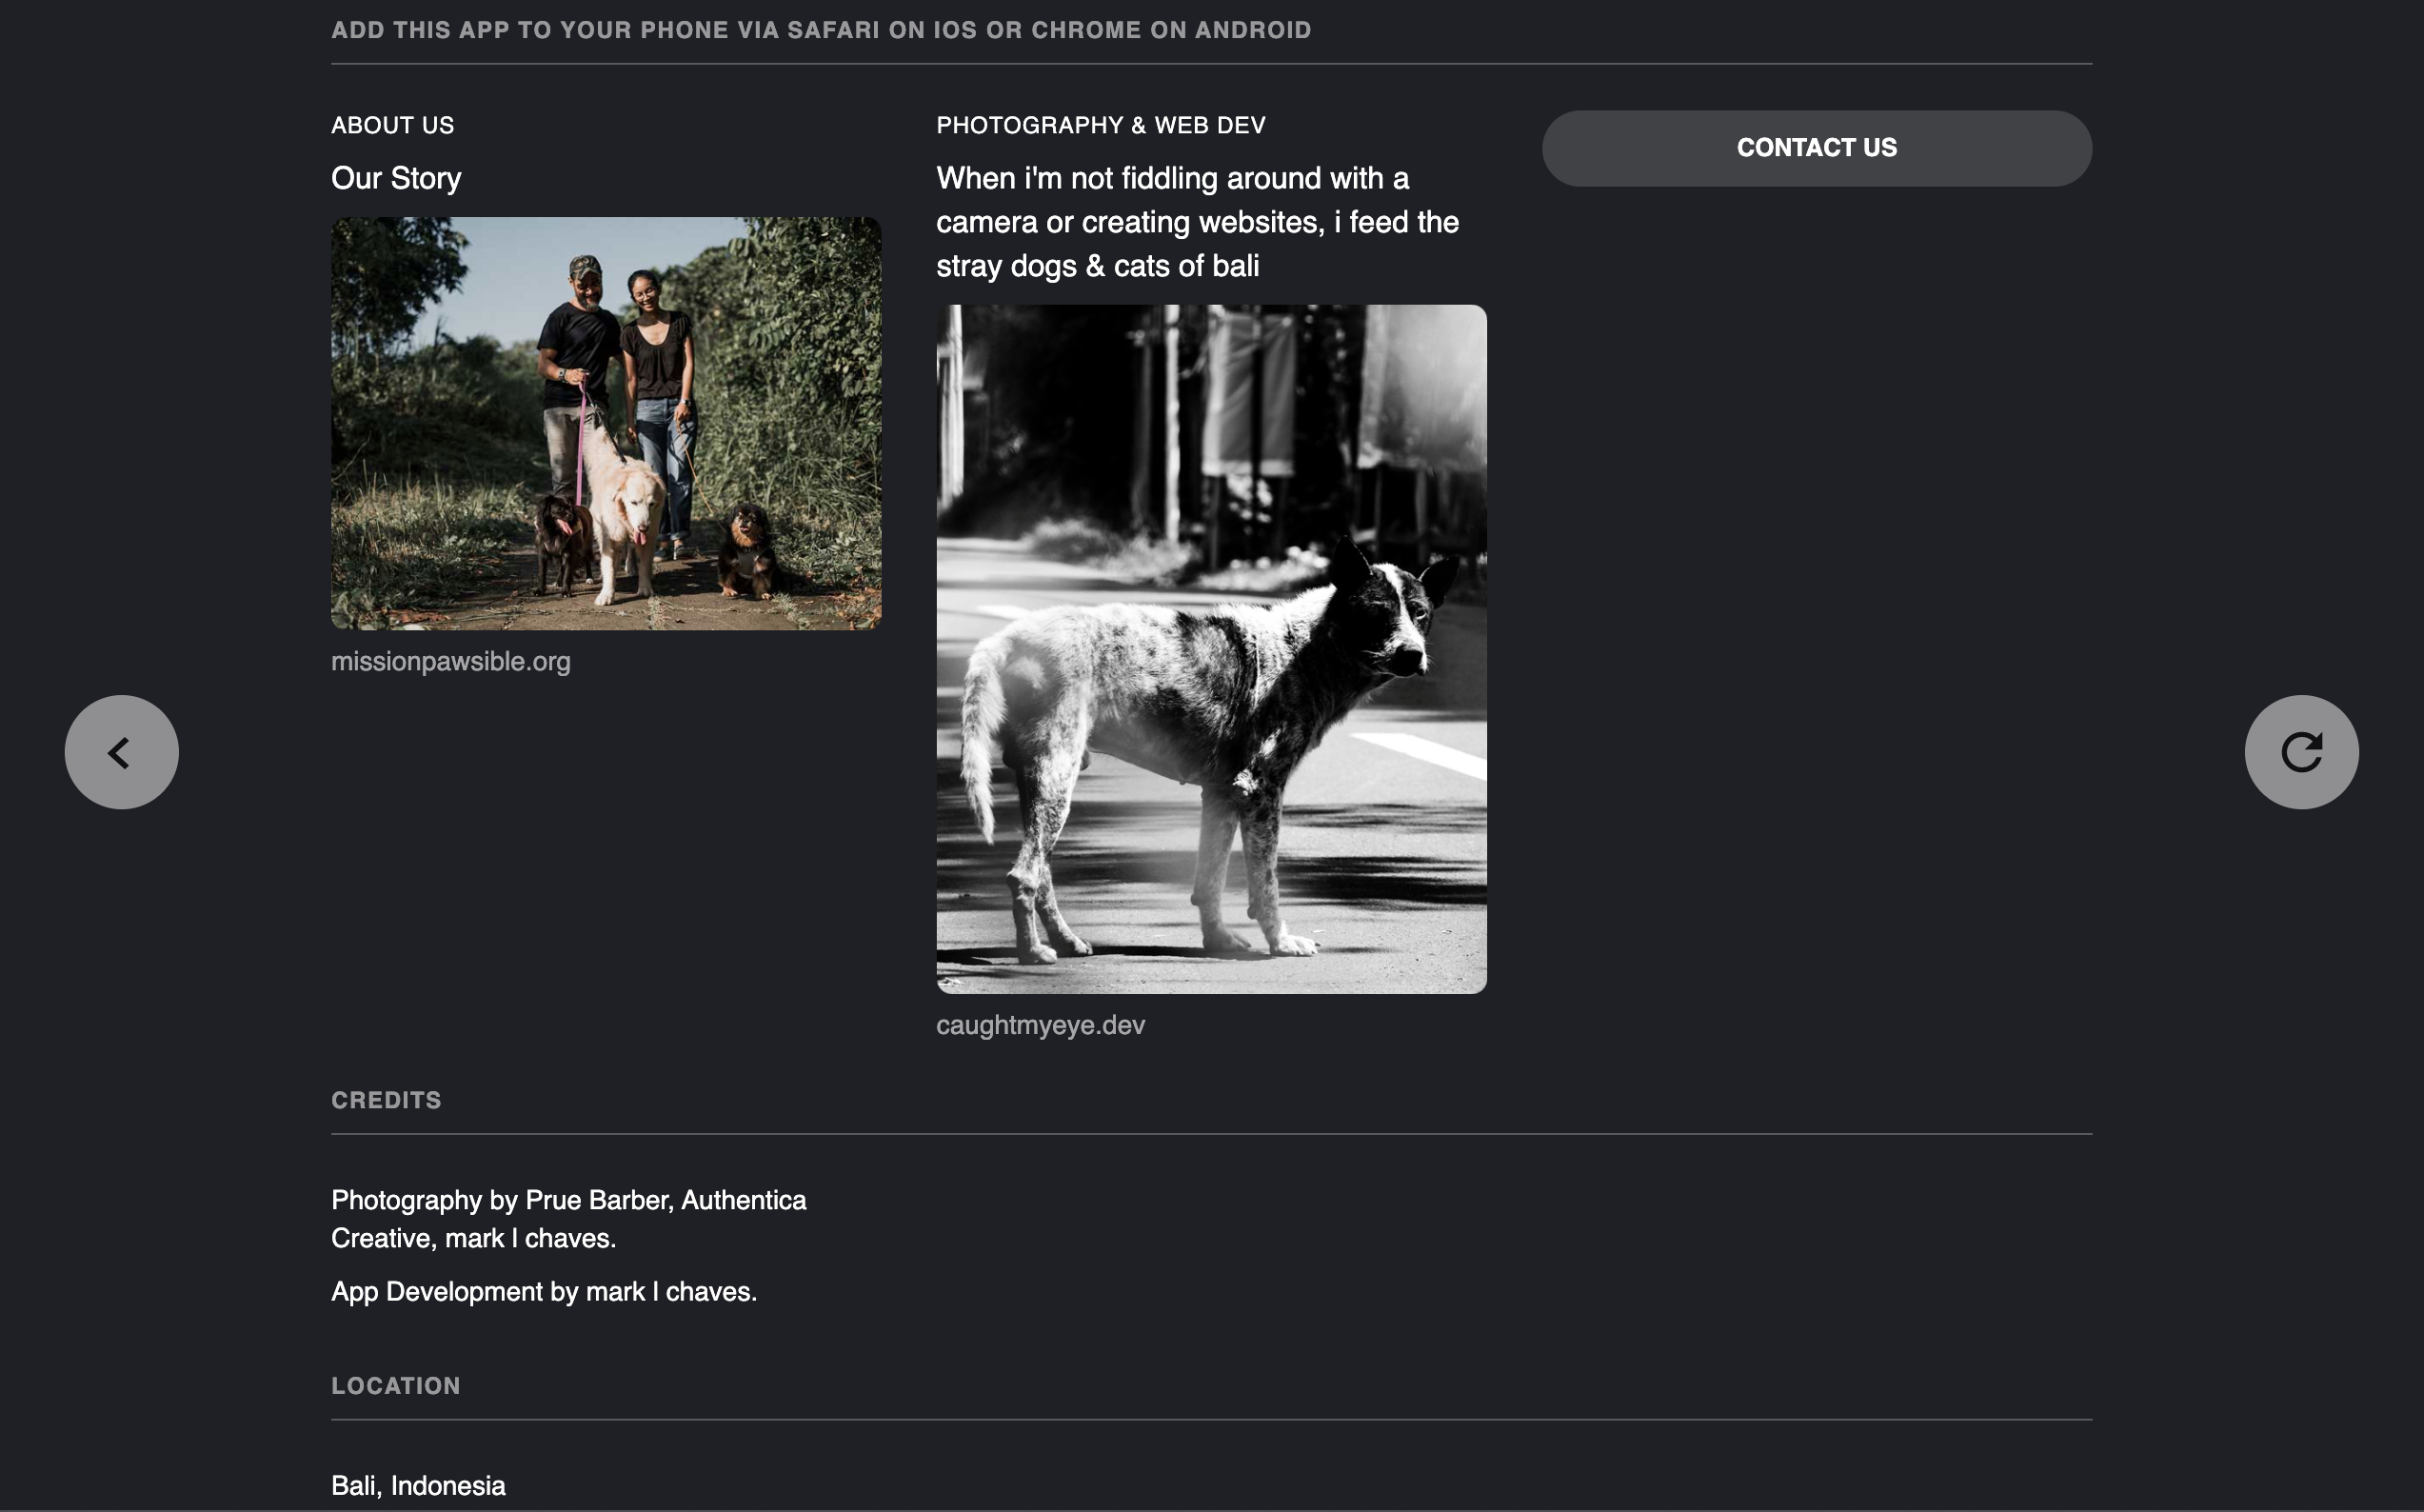 ADD THIS APP TO YOUR PHONE VIA SAFARI ON IOS OR CHROME ON ANDROID
ABOUT US
Our Story
missionpawsible.org
PHOTOGRAPHY & WEB DEV
When i'm not fiddling around with a
camera or creating websites, i feed the
stray dogs & cats of bali
caughtmyeye.dev
CONTACT US
CREDITS
Photography by Prue Barber, Authentica
Creative, mark l chaves.
App Development by mark l chaves.
LOCATION
Bali, Indonesia